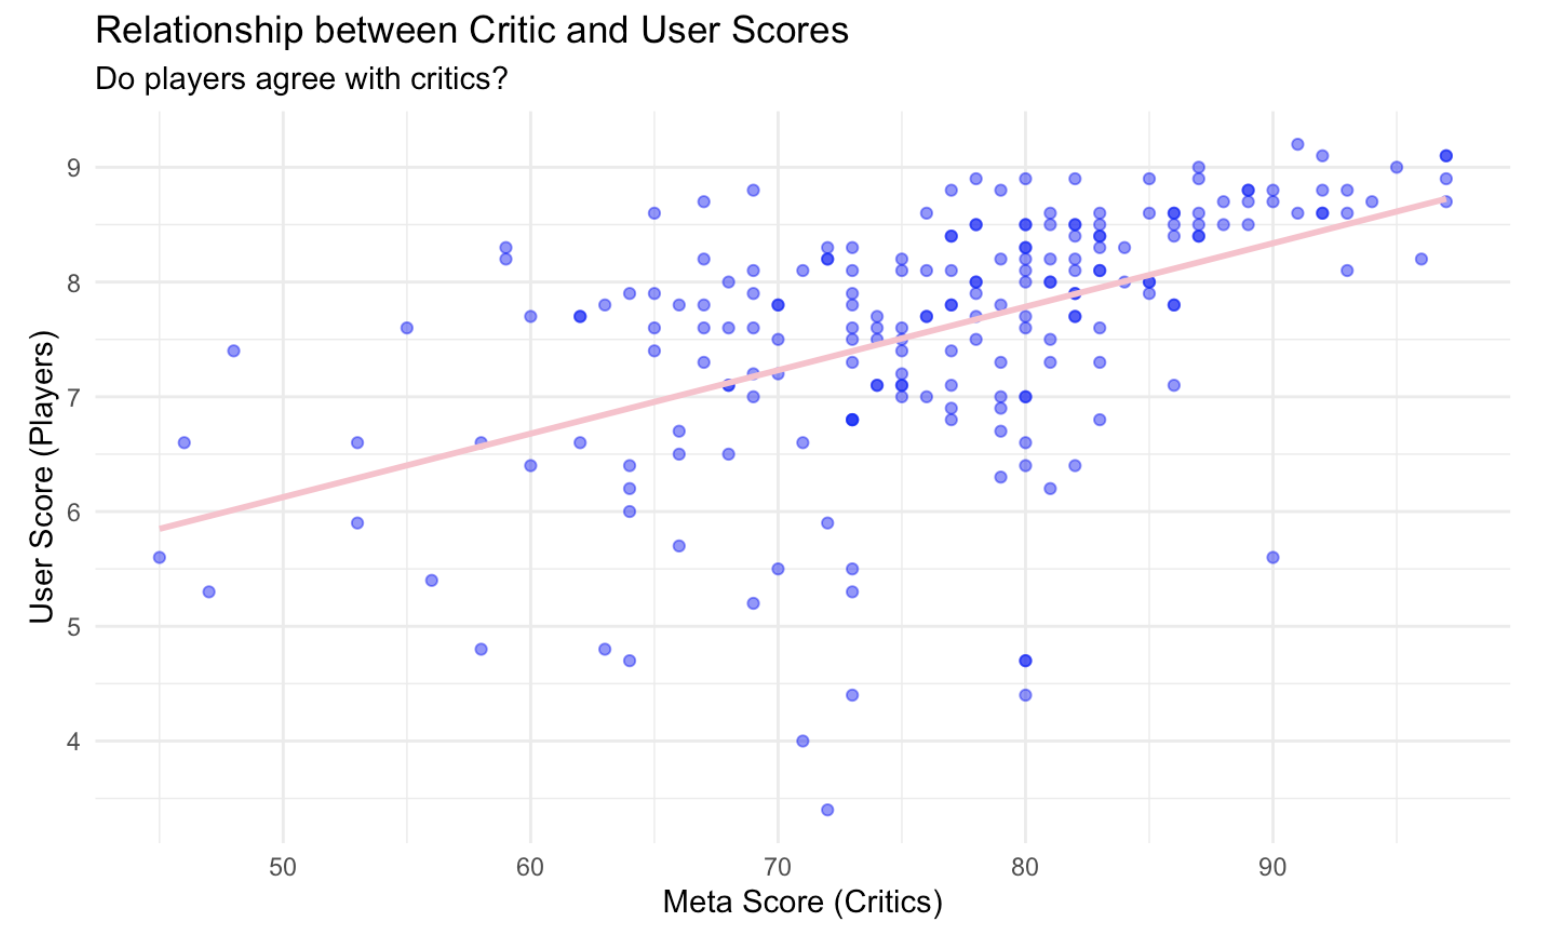 Relationship between Critic and User Scores
Do players agree with critics?
User Score (Players)
9
8
7
6
5
4
50 60 70 80 90
Meta Score (Critics)